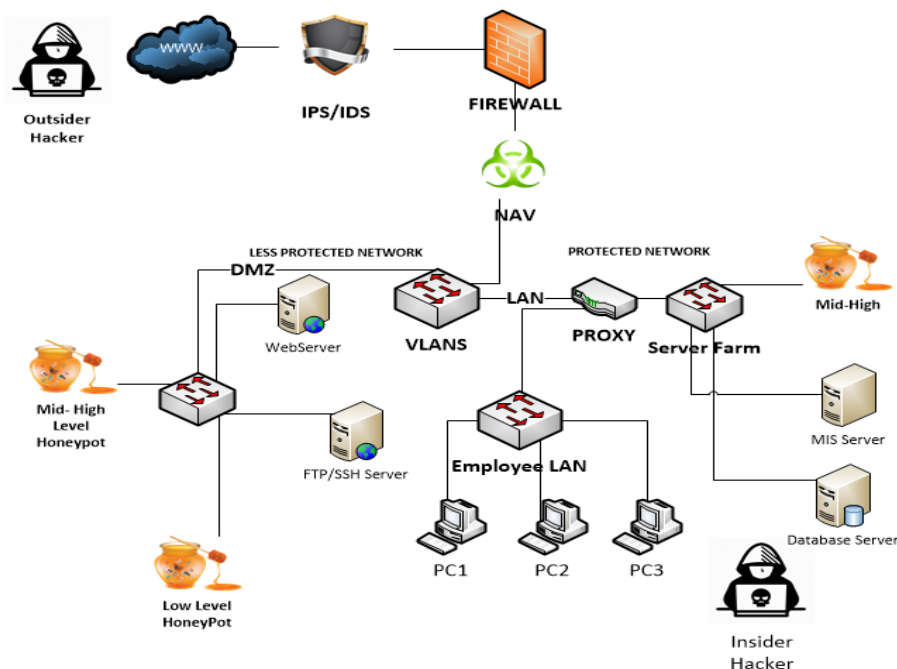 WWW
IPS/IDS
FIREWALL
Outsider
Hacker
NAV
LESS PROTECTED NETWORK
PROTECTED NETWORK
DMZ
LAN
Mid-High
WebServer
VLANS
PROXY
Server Farm
Mid- High
Level
Honeypot
FTP/SSH Server
Employee LAN
MIS Server
PC1
PC2
PC3
Database Server
Low Level
HoneyPot
Insider
Hacker